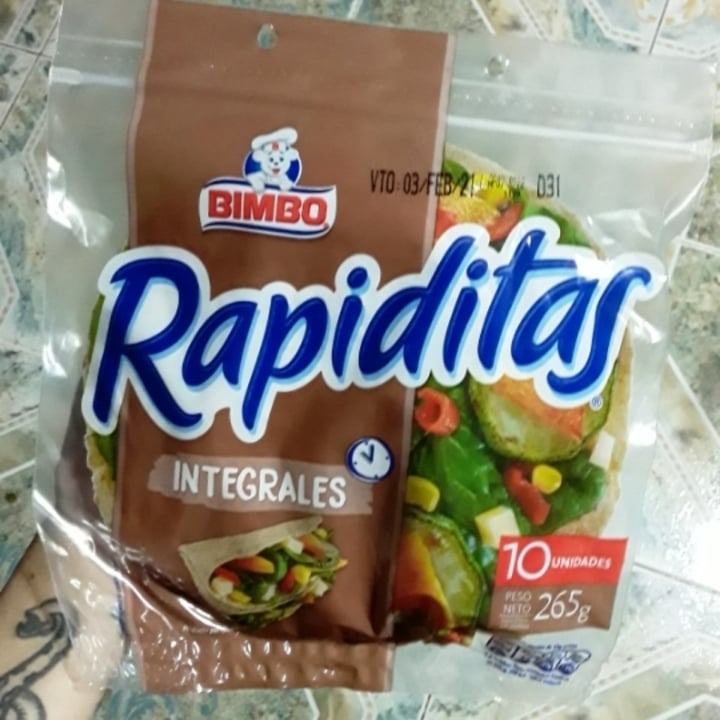 BIMBO
VTO: 03/FEB/21 D31
Rapiditas
®
INTEGRALES
10 UNIDADES
PESO
NETO 265g